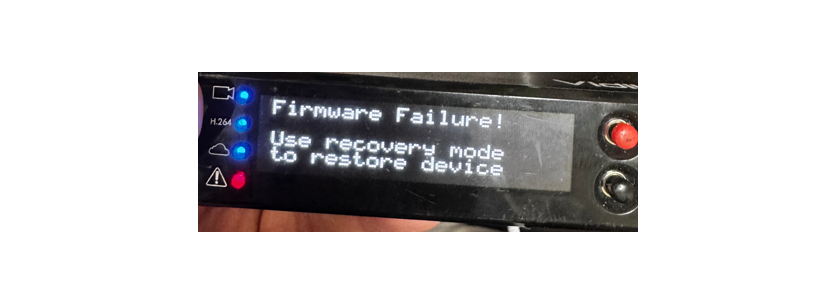 Firmware Failure!
H.264
Use recovery mode
to restore device